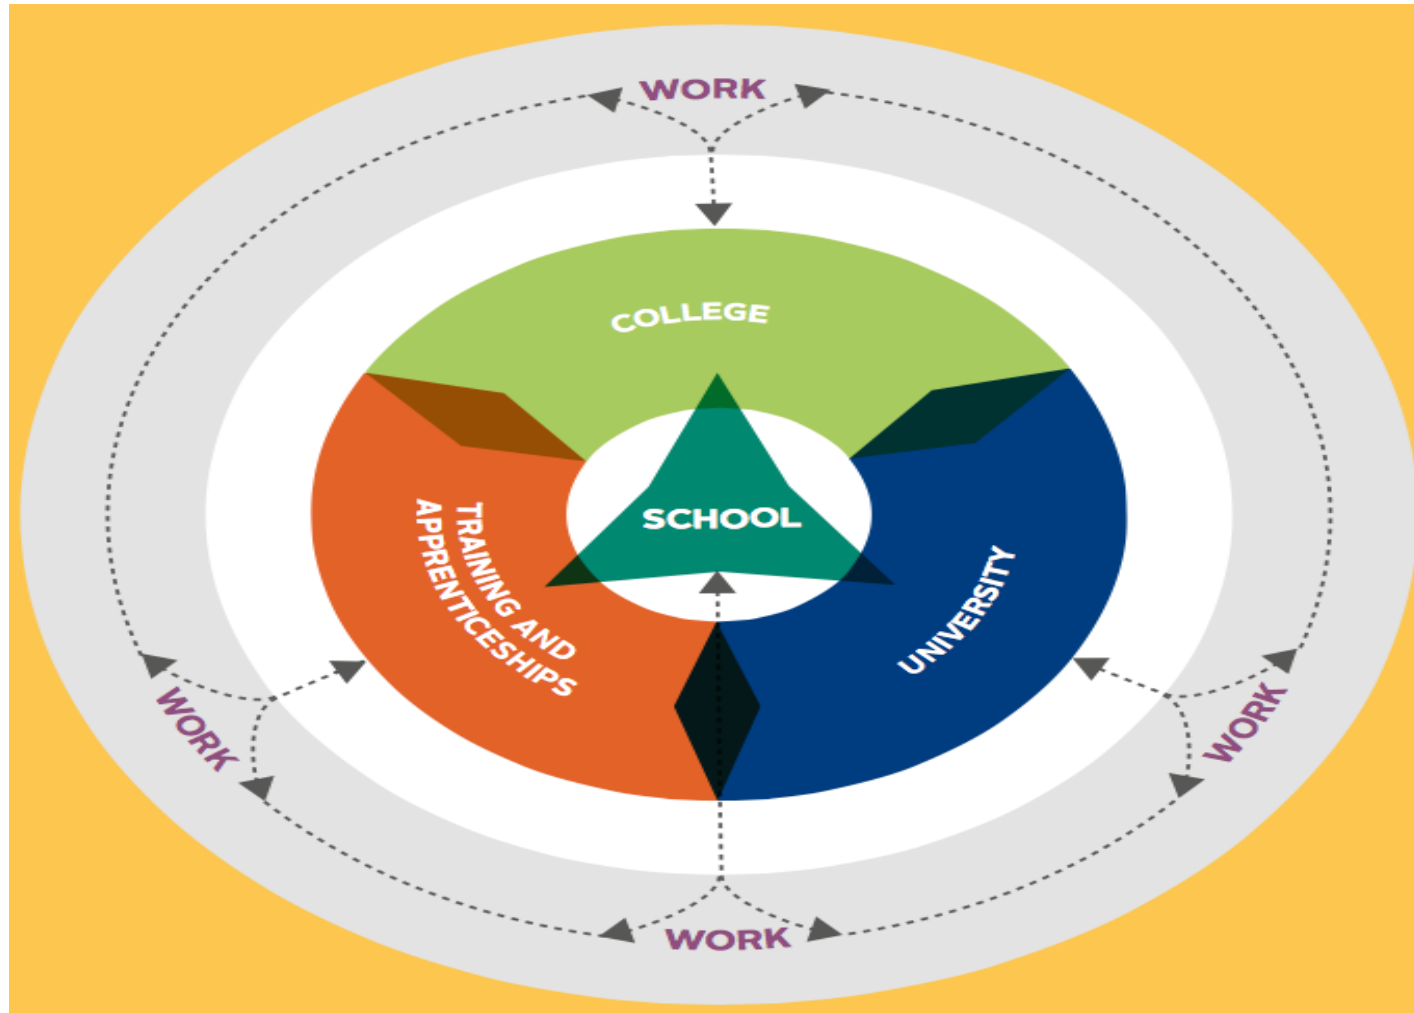 WORK
COLLEGE
SCHOOL
TRAINING AND
APPRENTICESHIPS
UNIVERSITY
WORK
WORK
WORK